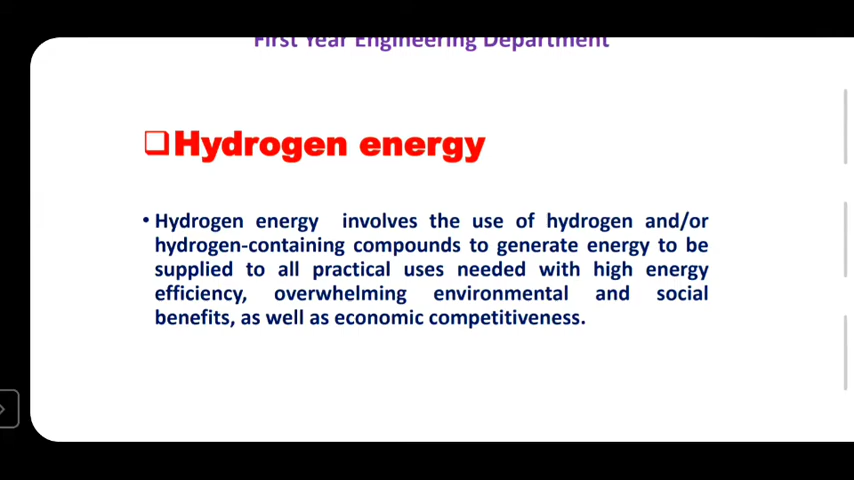 First Year Engineering Department
❑Hydrogen energy
• Hydrogen energy involves the use of hydrogen and/or
hydrogen-containing compounds to generate energy to be
supplied to all practical uses needed with high energy
efficiency, overwhelming environmental and social
benefits, as well as economic competitiveness.